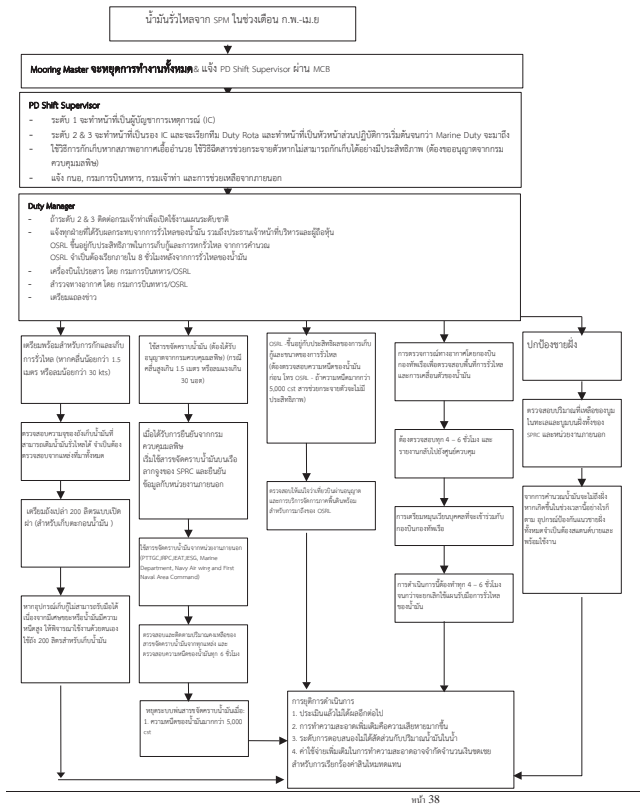 น้ำมันรั่วไหลจาก SPM ในช่วงเดือน ก.พ.-เม.ย
Mooring Master จะหยุดการทำงานทั้งหมด& แจ้ง PD Shift Supervisor ผ่าน MCB
PD Shift Supervisor
- ระดับ 1 จะทำหน้าที่เป็นผู้บัญชาการเหตุการณ์ (IC)
- ระดับ 2 & 3 จะทำหน้าที่เป็นรอง IC และจะเรียกทีม Duty Rota และทำหน้าที่เป็นหัวหน้าส่วนปฏิบัติการเริ่มต้นจนกว่า Marine Duty จะมาถึง
- ใช้วิธีการกักเก็บหากสภาพอากาศเอื้ออำนวย ใช้วิธีฉีดสารช่วยกระจายตัวหากไม่สามารถกักเก็บได้อย่างมีประสิทธิภาพ (ต้องขออนุญาตจากกรม
ควบคุมมลพิษ)
- แจ้ง กนอ, กรมการบินทหาร, กรมเจ้าท่า และการช่วยเหลือจากภายนอก
Duty Manager
- ถ้าระดับ 2 & 3 ติดต่อกรมเจ้าท่าเพื่อเปิดใช้งานแผนระดับชาติ
- แจ้งทุกฝ่ายที่ได้รับผลกระทบจากการรั่วไหลของน้ำมัน รวมถึงประธานเจ้าหน้าที่บริหารและผู้ถือหุ้น
OSRL ขึ้นอยู่กับประสิทธิภาพในการเก็บกู้และการหกรั่วไหล จากการคำนวณ
OSRL จำเป็นต้องเรียกภายใน 8 ชั่วโมงหลังจากการรั่วไหลของน้ำมัน
- เครื่องบินโปรยสาร โดย กรมการบินทหาร/OSRL
- สำรวจทางอากาศ โดย กรมการบินทหาร/OSRL
- เตรียมแถลงข่าว
เตรียมพร้อมสำหรับการกักและเก็บ
การรั่วไหล (หากคลื่นน้อยกว่า 1.5
เมตร หรือลมน้อยกว่า 30 kts)
ตรวจสอบความจุของถังเก็บน้ำมันที่
สามารถเติมน้ำมันรั่วไหลได้ จำเป็นต้อง
ตรวจสอบจากแหล่งที่มาทั้งหมด
เตรียมถังเปล่า 200 ลิตรแบบเปิด
ฝา (สำหรับเก็บตะกอนน้ำมัน )
หากอุปกรณ์เก็บกู้ไม่สามารถรับมือได้
เนื่องจากมีเศษขยะหรือน้ำมันมีความ
หนืดสูง ให้พิจารณาใช้งานด้วยตนเอง
ใช้ถัง 200 ลิตรสำหรับเก็บน้ำมัน
ใช้สารขจัดคราบน้ำมัน (ต้องได้รับ
อนุญาตจากกรมควบคุมมลพิษ) (กรณี
คลื่นสูงเกิน 1.5 เมตร หรือลมแรงเกิน
30 นอต)
เมื่อได้รับการยืนยันจากกรม
ควบคุมมลพิษ
เริ่มใช้สารขจัดคราบน้ำมันบนเรือ
ลากจูงของ SPRC และยืนยัน
ข้อมูลกับหน่วยงานภายนอก
ใช้สารขจัดคราบน้ำมันจากหน่วยงานภายนอก
(PTTGC/IRPC/EAT/IESG, Marine
Department, Navy Air wing and First
Naval Area Command)
ตรวจสอบและติดตามปริมาณคงเหลือของ
สารขจัดคราบน้ำมันจากทุกแหล่ง และ
ตรวจสอบความหนืดของน้ำมันทุก 6 ชั่วโมง
หยุดระบบพ่นสารขจัดคราบน้ำมันเมื่อ:
1. ความหนืดของน้ำมันมากกว่า 5,000
cst
OSRL -ขึ้นอยู่กับประสิทธิผลของการเก็บ
กู้และขนาดของการรั่วไหล
(ต้องตรวจสอบความหนืดของน้ำมัน
ก่อน โทร OSRL - ถ้าความหนืดมากกว่า
5,000 cst สารช่วยกระจายตัวจะไม่มี
ประสิทธิภาพ)
ตรวจสอบให้แน่ใจว่าเที่ยวบินผ่านอนุญาต
และการบริการจัดการภาคพื้นดินพร้อม
สำหรับการมาถึงของ OSRL
การตรวจการณ์ทางอากาศโดยกองบิน
กองทัพเรือเพื่อตรวจสอบพื้นที่การรั่วไหล
และการเคลื่อนตัวของน้ำมัน
ต้องตรวจสอบทุก 4 – 6 ชั่วโมง และ
รายงานกลับไปยังศูนย์ควบคุม
การเตรียมหมุนเวียนบุคคลที่จะเข้าร่วมกับ
กองบินกองทัพเรือ
การดำเนินการนี้ต้องทำทุก 4 – 6 ชั่วโมง
จนกว่าจะยกเลิกใช้แผนรับมือการรั่วไหล
ของน้ำมัน
ปกป้องชายฝั่ง
ตรวจสอบปริมาณที่เหลือของบูม
ในทะเลและบูมบนฝั่งทั้งของ
SPRC และหน่วยงานภายนอก
จากการคำนวณน้ำมันจะไม่ถึงฝั่ง
หากเกิดขึ้นในช่วงเวลานี้อย่างไรก็
ตาม อุปกรณ์ป้องกันแนวชายฝั่ง
ทั้งหมดจำเป็นต้องสแตนด์บายและ
พร้อมใช้งาน
การยุติการดำเนินการ
1. ประเมินแล้วไม่ได้ผลอีกต่อไป
2. การทำความสะอาดเพิ่มเติมคือความเสียหายมากขึ้น
3. ระดับการตอบสนองไม่ได้สัดส่วนกับปริมาณน้ำมันในน้ำ
4. ค่าใช้จ่ายเพิ่มเติมในการทำความสะอาดอาจจำกัดจำนวนเงินชดเชย
สำหรับการเรียกร้องค่าสินไหมทดแทน
หน้า 38